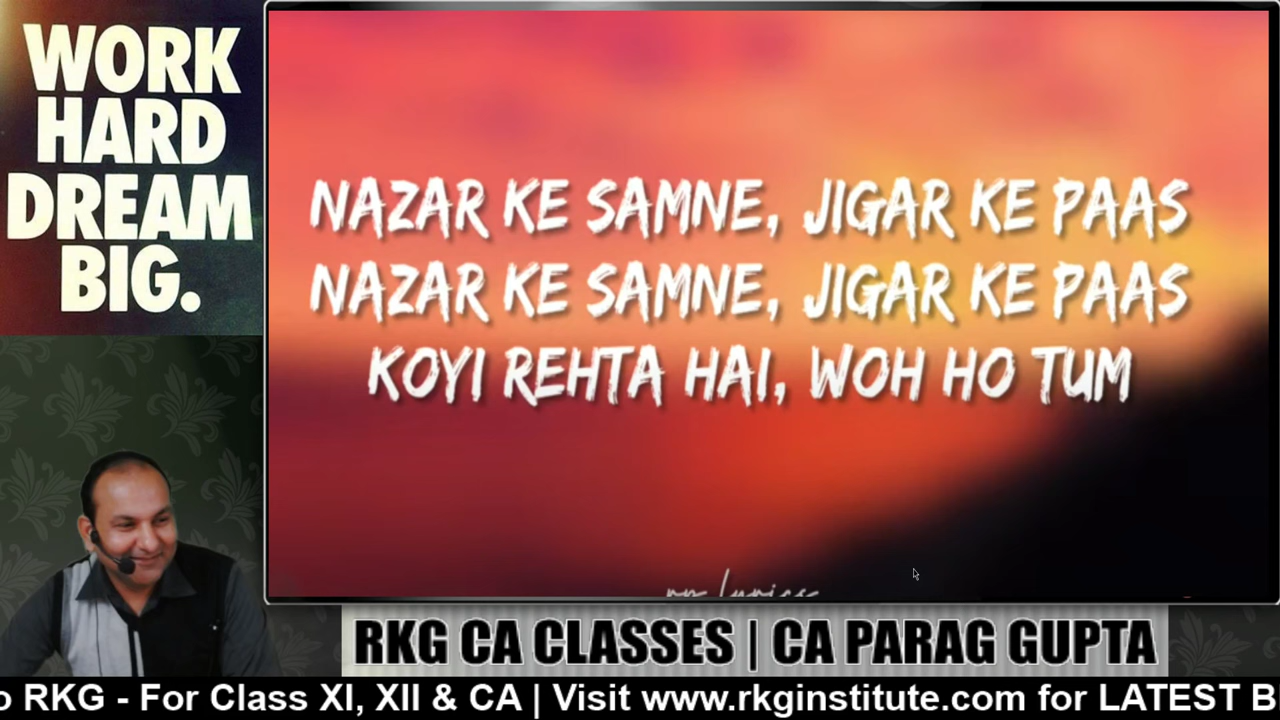 WORK
HARD
DREAM
BIG.
NAZAR KE SAMNE, JIGAR KE PAAS
NAZAR KE SAMNE, JIGAR KE PAAS
KOYI REHTA HAI, WOH HO TUM
RKG CA CLASSES | CA PARAG GUPTA
o RKG - For Class XI, XII & CA | Visit www.rkginstitute.com for LATEST B